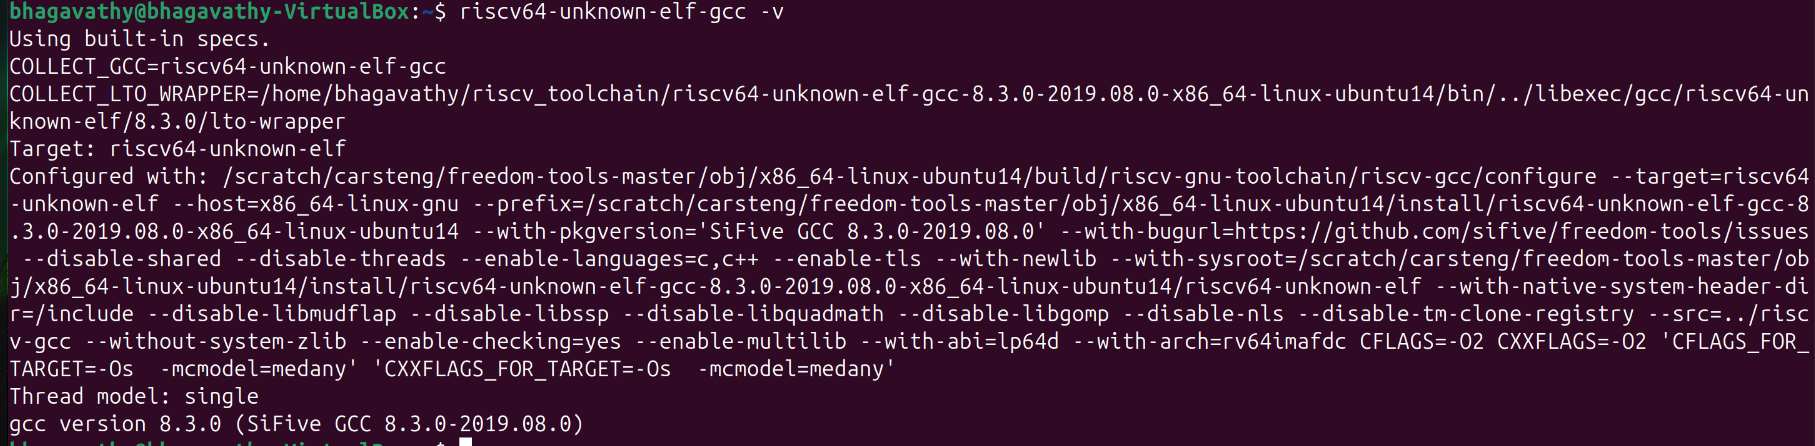 bhagavathy@bhagavathy-VirtualBox:~$ riscv64-unknown-elf-gcc -v
Using built-in specs.
COLLECT_GCC=riscv64-unknown-elf-gcc
COLLECT_LTO_WRAPPER=/home/bhagavathy/riscv_toolchain/riscv64-unknown-elf-gcc-8.3.0-2019.08.0-x86_64-linux-ubuntu14/bin/../libexec/gcc/riscv64-un
known-elf/8.3.0/lto-wrapper
Target: riscv64-unknown-elf
Configured with: /scratch/carsteng/freedom-tools-master/obj/x86_64-linux-ubuntu14/build/riscv-gnu-toolchain/riscv-gcc/configure --target=riscv64
-unknown-elf --host=x86_64-linux-gnu --prefix=/scratch/carsteng/freedom-tools-master/obj/x86_64-linux-ubuntu14/install/riscv64-unknown-elf-gcc-8
.3.0-2019.08.0-x86_64-linux-ubuntu14 --with-pkgversion='SiFive GCC 8.3.0-2019.08.0' --with-bugurl=https://github.com/sifive/freedom-tools/issues
 --disable-shared --disable-threads --enable-languages=c,c++ --enable-tls --with-newlib --with-sysroot=/scratch/carsteng/freedom-tools-master/ob
j/x86_64-linux-ubuntu14/install/riscv64-unknown-elf-gcc-8.3.0-2019.08.0-x86_64-linux-ubuntu14/riscv64-unknown-elf --with-native-system-header-di
r=/include --disable-libmudflap --disable-libssp --disable-libquadmath --disable-libgomp --disable-nls --disable-tm-clone-registry --src=../risc
v-gcc --without-system-zlib --enable-checking=yes --enable-multilib --with-abi=lp64d --with-arch=rv64imafdc CFLAGS=-O2 CXXFLAGS=-O2 'CFLAGS_FOR_
TARGET=-Os  -mcmodel=medany' 'CXXFLAGS_FOR_TARGET=-Os  -mcmodel=medany'
Thread model: single
gcc version 8.3.0 (SiFive GCC 8.3.0-2019.08.0)
bhagavathy@bhagavathy-VirtualBox:~$